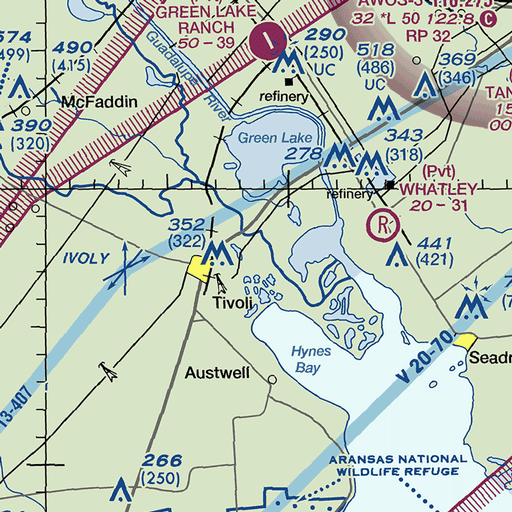 GREEN LAKE
RANCH
50 - 39
I
AWOS-3 118.275
32 *L 50 122.8 C
RP 32
574
(499)
490
(415)
290
(250)
UC
518
(486)
UC
369
(346)
McFaddin
Guadalupe River
refinery
390
(320)
Green Lake
343
(318)
278
TAN
15
00
(Pvt)
WHATLEY
20 - 31
refinery
R
352
(322)
441
(421)
IVOLY
Tivoli
Hynes
Bay
V 20-70
Seadr
Austwell
13-407
266
(250)
ARANSAS NATIONAL
WILDLIFE REFUGE